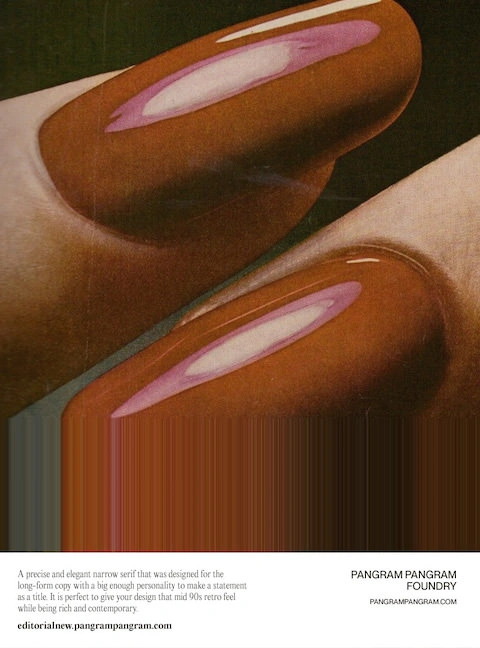 A precise and elegant narrow serif that was designed for the
long-form copy with a big enough personality to make a statement
as a title. It is perfect to give your design that mid 90s retro feel
while being rich and contemporary.
editorialnew.pangrampangram.com
PANGRAM PANGRAM
FOUNDRY
PANGRAMPANGRAM.COM